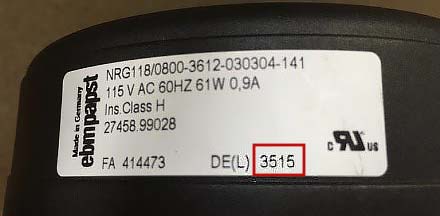 NRG118/0800-3612-030304-141
115 V AC 60HZ 61W 0,9A
Ins.Class H
27458.99028
FA 414473 DE(L) 3515
Made in Germany
ebmpapst
c RU US